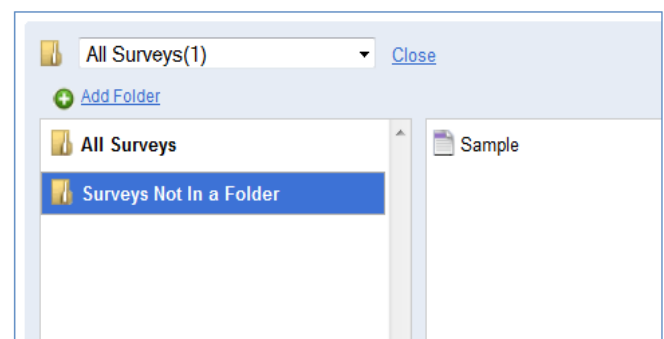 All Surveys(1) Close
Add Folder
All Surveys
Surveys Not In a Folder
Sample